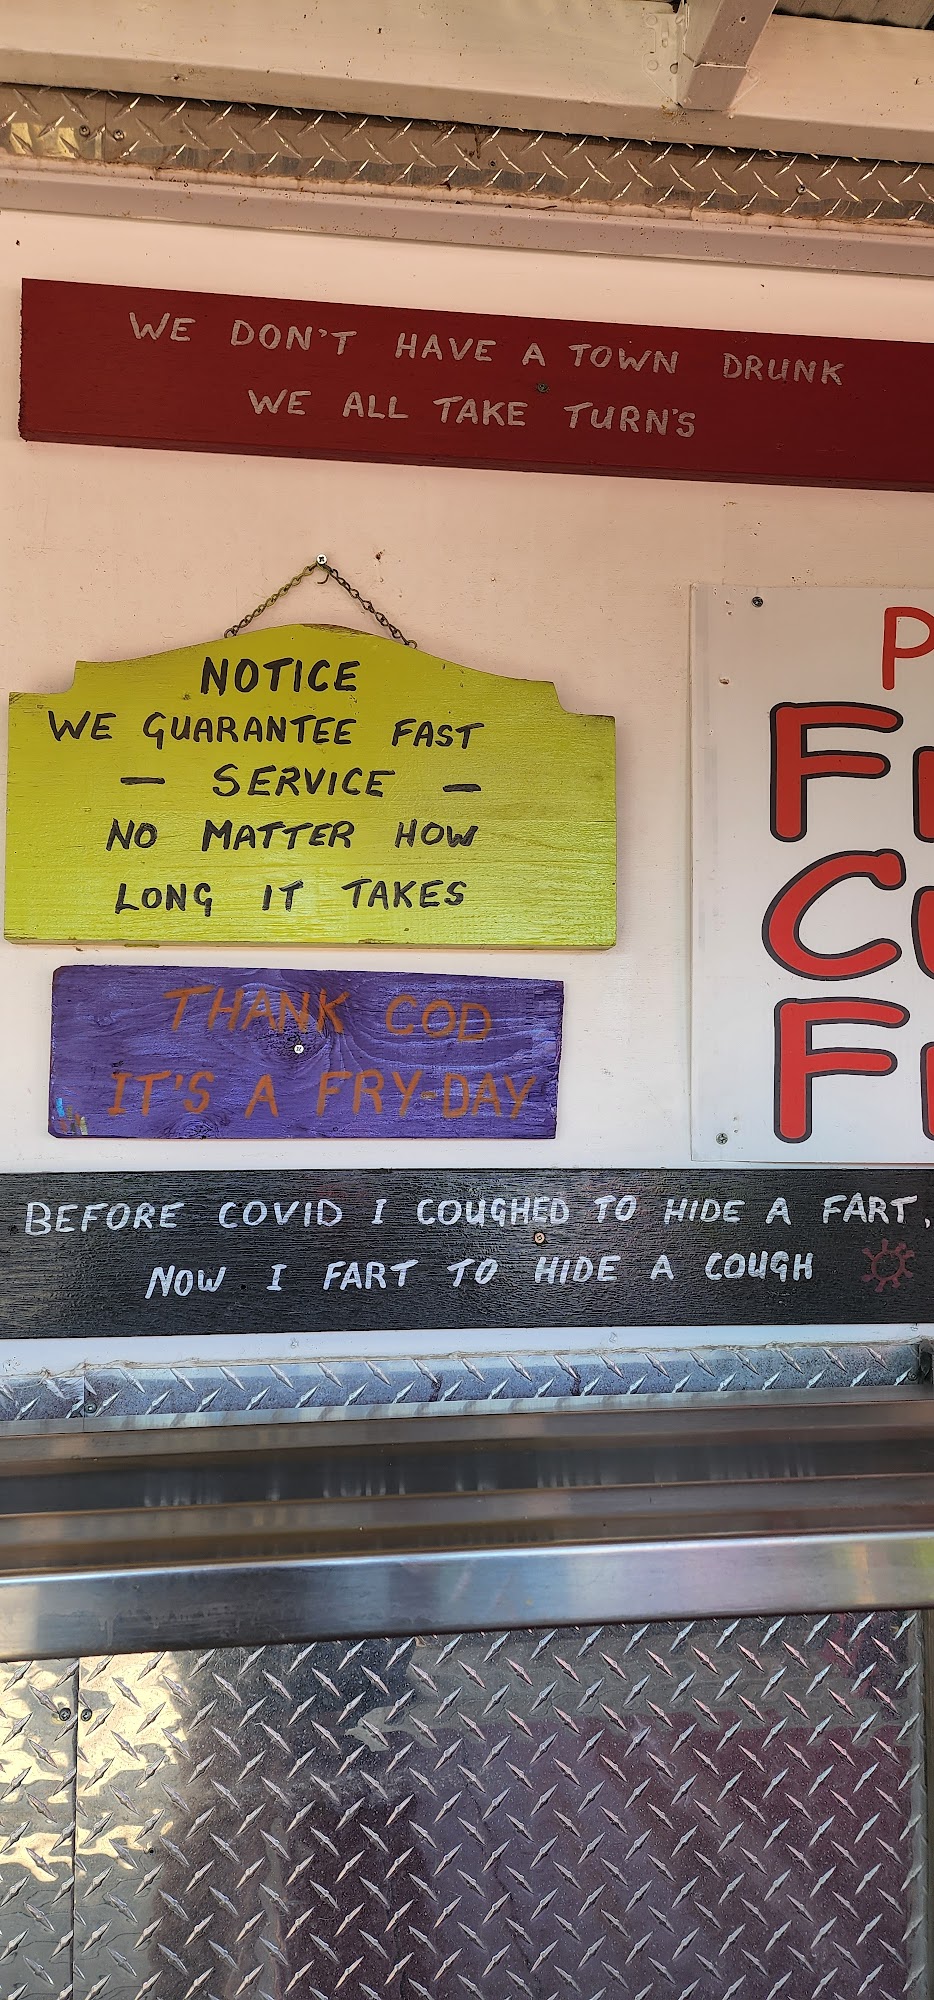 WE DON'T HAVE A TOWN DRUNK
WE ALL TAKE TURN'S
NOTICE
WE GUARANTEE FAST
— SERVICE —
NO MATTER HOW
LONG IT TAKES
THANK COD
IT'S A FRY-DAY
BEFORE COVID I COUGHED TO HIDE A FART,
NOW I FART TO HIDE A COUGH